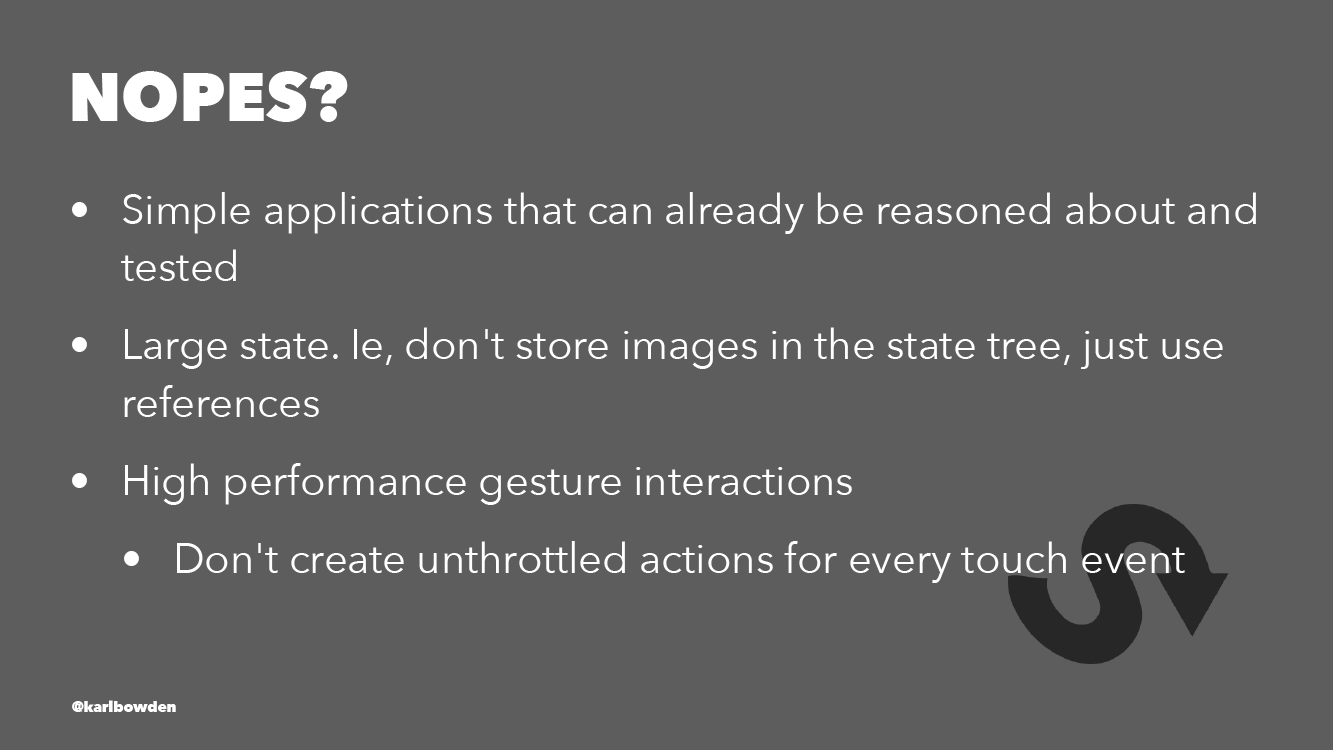 NOPES?
• Simple applications that can already be reasoned about and
tested
• Large state. Ie, don't store images in the state tree, just use
references
• High performance gesture interactions
• Don't create unthrottled actions for every touch event
@karlbowden